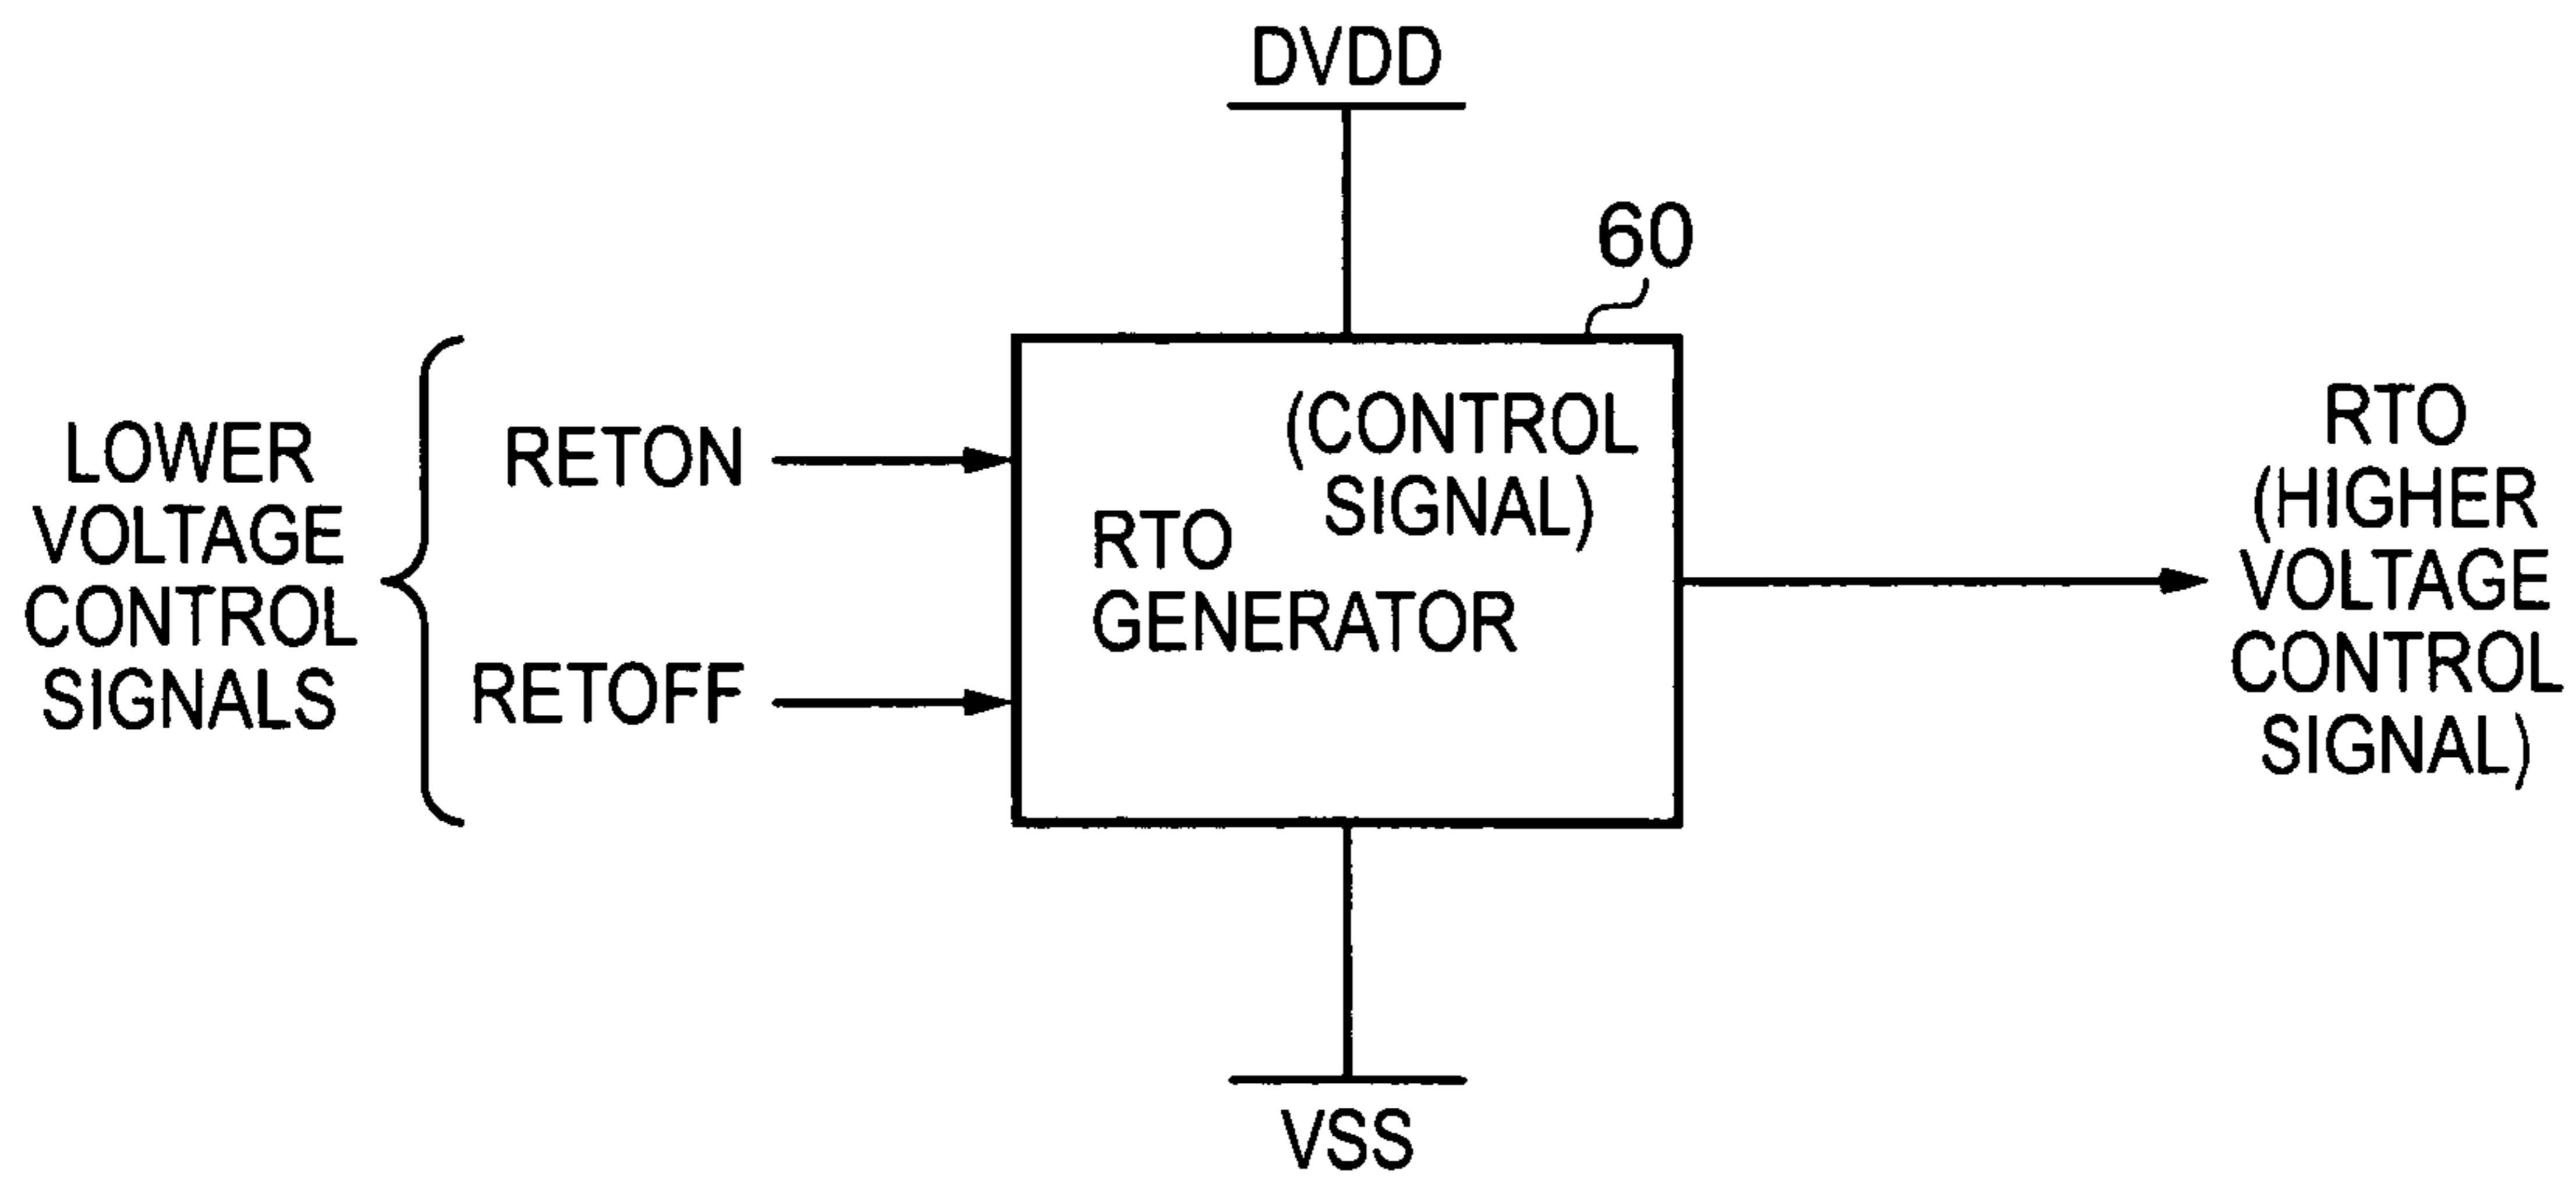 DVDD
60
LOWER
VOLTAGE
CONTROL
SIGNALS
RETON
RETOFF
(CONTROL
SIGNAL)
RTO
GENERATOR
RTO
(HIGHER
VOLTAGE
CONTROL
SIGNAL)
VSS